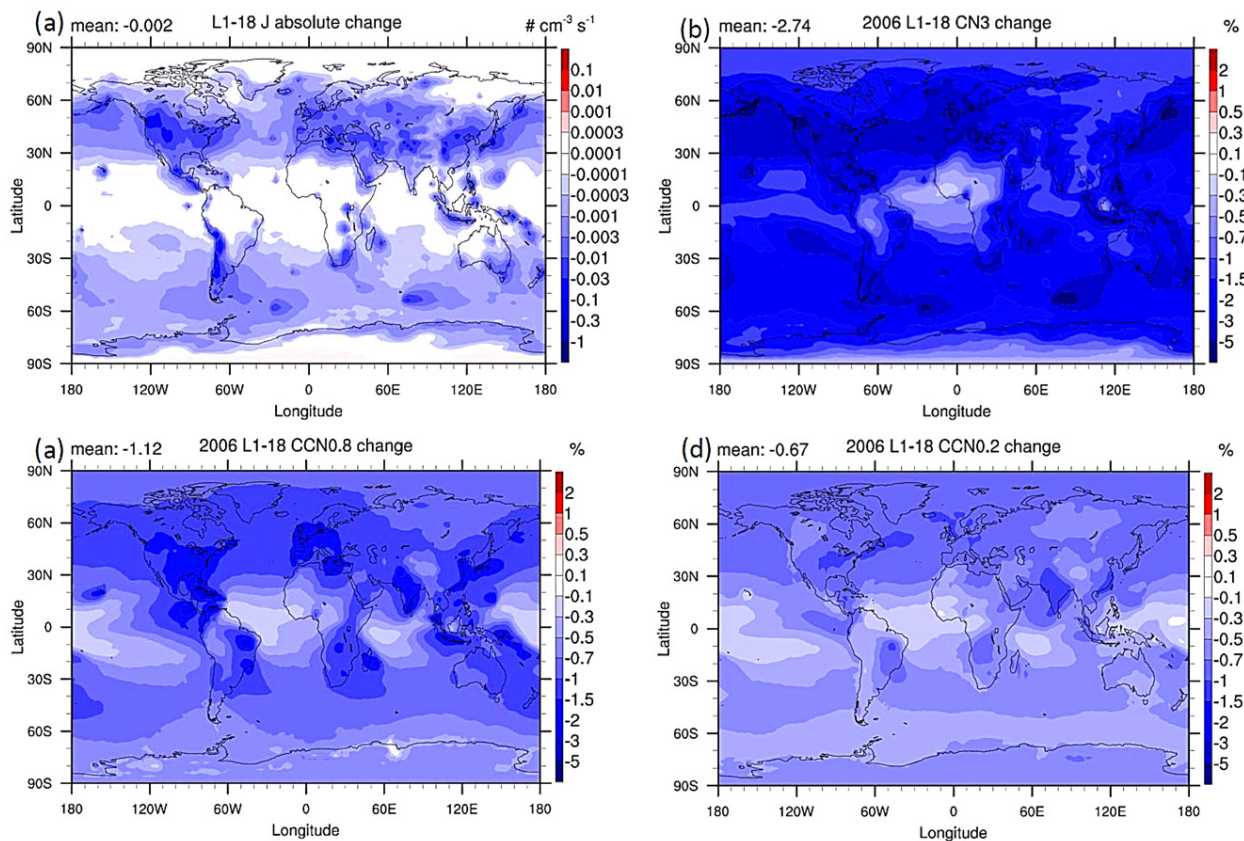 (a) mean: -0.002 L1-18 J absolute change # cm⁻³ s⁻¹
90N
60N
30N
0
30S
60S
90S
Latitude
180 120W 60W 0 60E 120E 180
Longitude
0.1
0.01
0.001
0.0003
0.0001
-0.0001
-0.0003
-0.001
-0.003
-0.01
-0.03
-0.1
-0.3
-1
(b) mean: -2.74 2006 L1-18 CN3 change %
90N
60N
30N
0
30S
60S
90S
Latitude
180 120W 60W 0 60E 120E 180
Longitude
2
1
0.5
0.3
0.1
-0.1
-0.3
-0.5
-0.7
-1
-1.5
-2
-3
-5
(a) mean: -1.12 2006 L1-18 CCN0.8 change %
90N
60N
30N
0
30S
60S
90S
Latitude
180 120W 60W 0 60E 120E 180
Longitude
2
1
0.5
0.3
0.1
-0.1
-0.3
-0.5
-0.7
-1
-1.5
-2
-3
-5
(d) mean: -0.67 2006 L1-18 CCN0.2 change %
90N
60N
30N
0
30S
60S
90S
Latitude
180 120W 60W 0 60E 120E 180
Longitude
2
1
0.5
0.3
0.1
-0.1
-0.3
-0.5
-0.7
-1
-1.5
-2
-3
-5